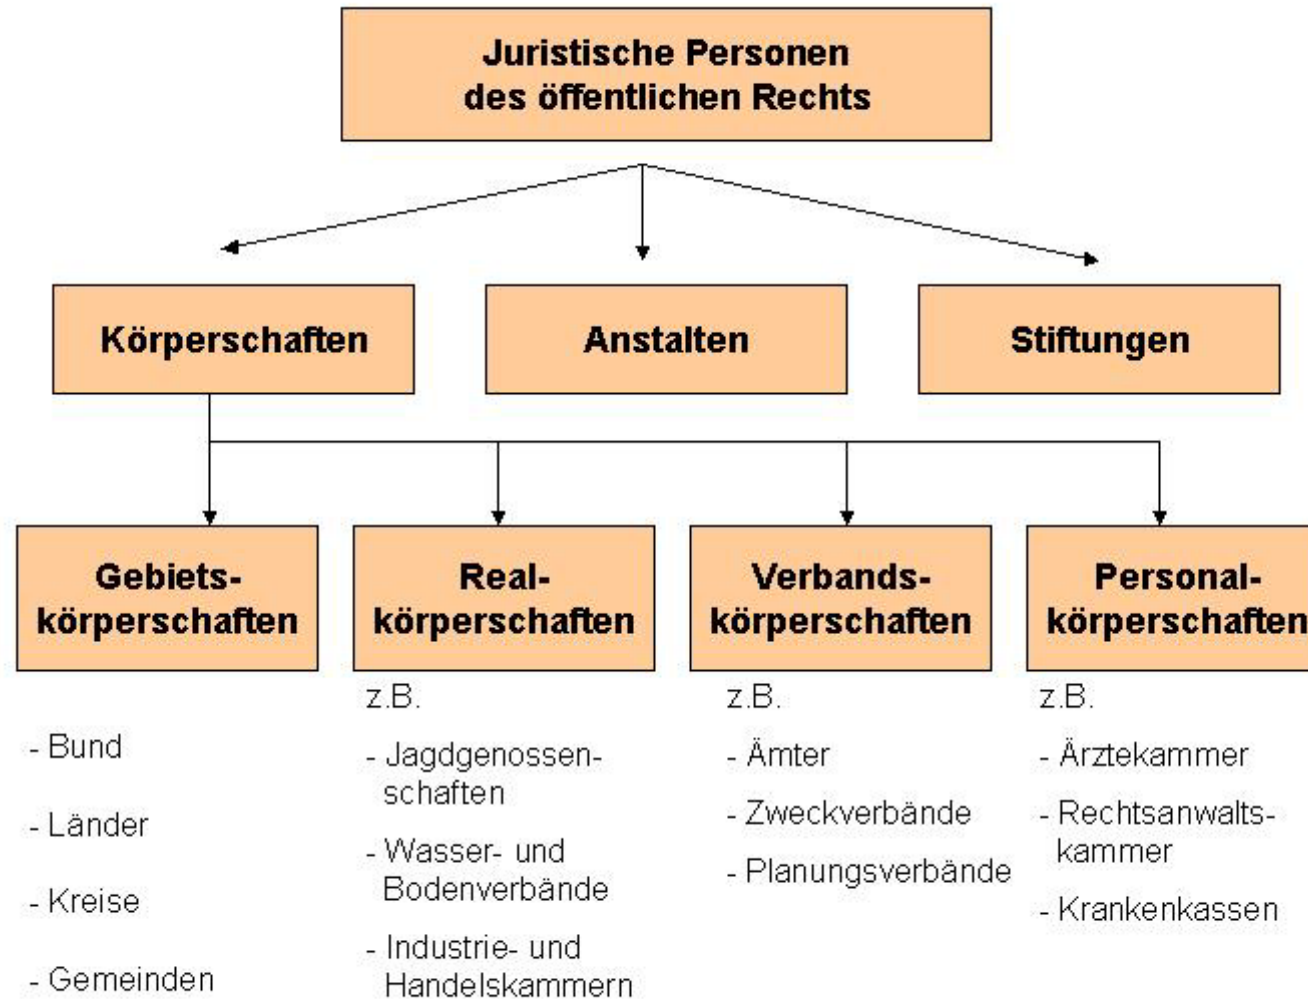 Juristische Personen
des öffentlichen Rechts
Körperschaften
Anstalten
Stiftungen
Gebiets-
körperschaften
- Bund
- Länder
- Kreise
- Gemeinden
Real-
körperschaften
z.B.
- Jagdgenossen-
schaften
- Wasser- und
Bodenverbände
- Industrie- und
Handelskammern
Verbands-
körperschaften
z.B.
- Ämter
- Zweckverbände
- Planungsverbände
Personal-
körperschaften
z.B.
- Ärztekammer
- Rechtsanwalts-
kammer
- Krankenkassen